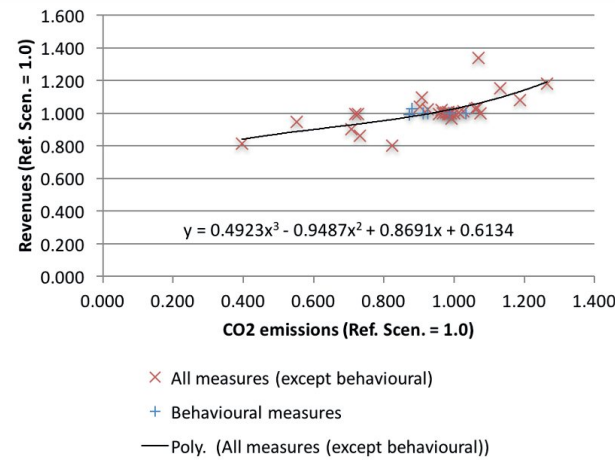 1.600
1.400
1.200
1.000
0.800
0.600
0.400
0.200
0.000
Revenues (Ref. Scen. = 1.0)
y = 0.4923x³ - 0.9487x² + 0.8691x + 0.6134
0.000 0.200 0.400 0.600 0.800 1.000 1.200 1.400
CO2 emissions (Ref. Scen. = 1.0)
All measures (except behavioural)
Behavioural measures
Poly. (All measures (except behavioural))